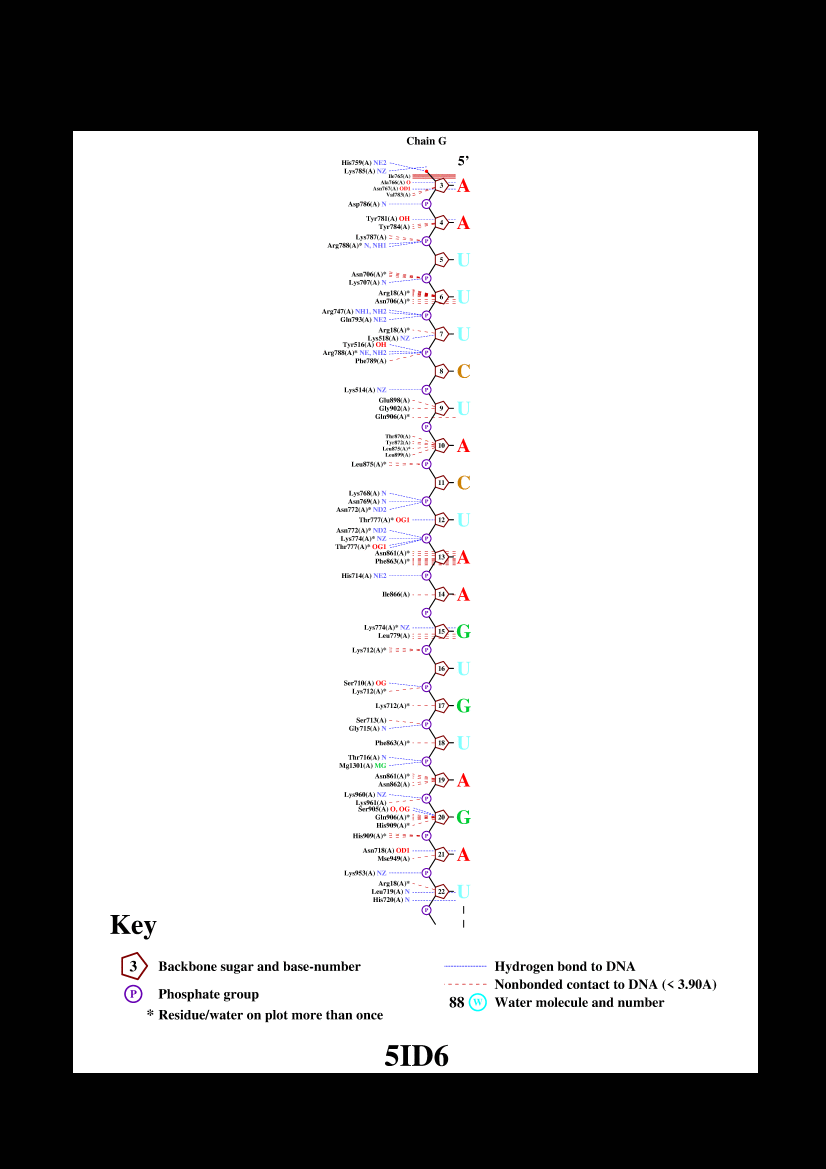 Chain G
5’
His759(A) NE2
Lys785(A) NZ
Ile765(A)
Ala766(A) O
Asn767(A) OD1
Val783(A)
3 A
Asp786(A) N
P
Tyr781(A) OH
Tyr784(A)
4 A
Lys787(A)
Arg788(A)* N, NH1
P
5 U
Asn706(A)*
Lys707(A) N
P
Arg18(A)*
Asn706(A)*
6 U
Arg747(A) NH1, NH2
Gln793(A) NE2
P
Arg18(A)*
Lys518(A) NZ
7 U
Tyr516(A) OH
Arg788(A)* NE, NH2
Phe789(A)
P
8 C
Lys514(A) NZ
P
Glu898(A)
Gly902(A)
Gln906(A)*
9 U
P
Thr870(A)
Tyr872(A)
Leu875(A)*
Leu899(A)
10 A
Leu875(A)*
P
11 C
Lys768(A) N
Asn769(A) N
Asn772(A)* ND2
P
Thr777(A)* OG1
12 U
Asn772(A)* ND2
Lys774(A)* NZ
Thr777(A)* OG1
P
Asn861(A)*
Phe863(A)*
13 A
His714(A) NE2
P
Ile866(A)
14 A
P
Lys774(A)* NZ
Leu779(A)
15 G
Lys712(A)*
P
16 U
Ser710(A) OG
Lys712(A)*
P
Lys712(A)*
17 G
Ser713(A)
Gly715(A) N
P
Phe863(A)*
18 U
Thr716(A) N
Mg1301(A) MG
P
Asn861(A)*
Asn862(A)
19 A
Lys960(A) NZ
Lys961(A)
P
Ser905(A) O, OG
Gln906(A)*
His909(A)*
20 G
His909(A)*
P
Asn718(A) OD1
Mse949(A)
21 A
Lys953(A) NZ
P
Arg18(A)*
Leu719(A) N
His720(A) N
22 U
P
Key
3 Backbone sugar and base-number
P Phosphate group
* Residue/water on plot more than once
Hydrogen bond to DNA
Nonbonded contact to DNA (< 3.90A)
88 W Water molecule and number
5ID6